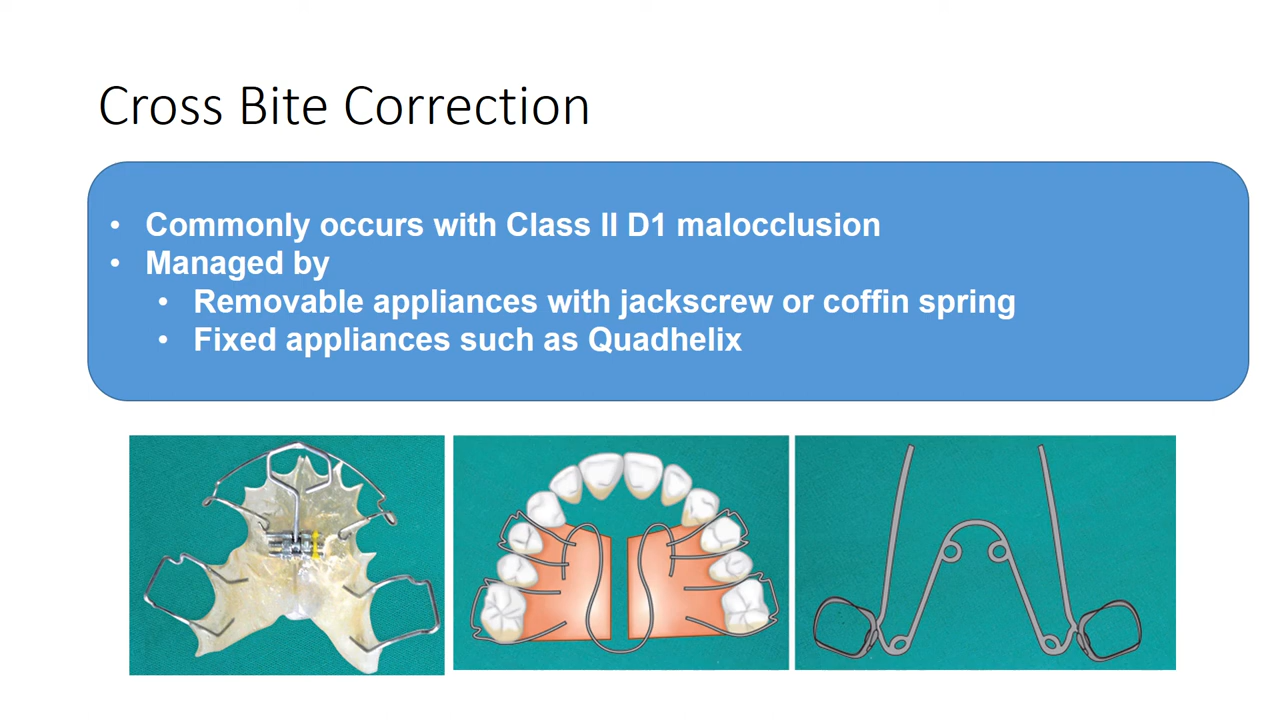 Cross Bite Correction
• Commonly occurs with Class II D1 malocclusion
• Managed by
• Removable appliances with jackscrew or coffin spring
• Fixed appliances such as Quadhelix